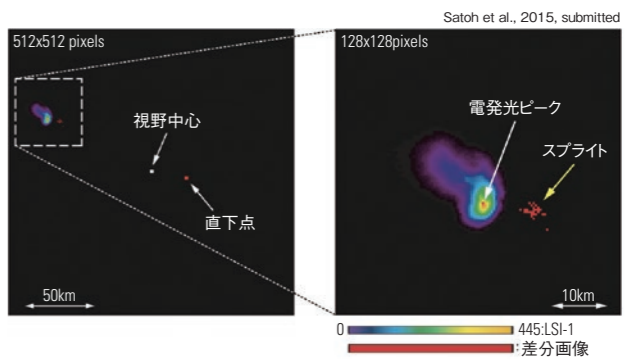 Satoh et al., 2015, submitted
512x512 pixels
視野中心
直下点
50km
128x128pixels
電発光ピーク
スプライト
10km
0
445:LSI-1
:差分画像